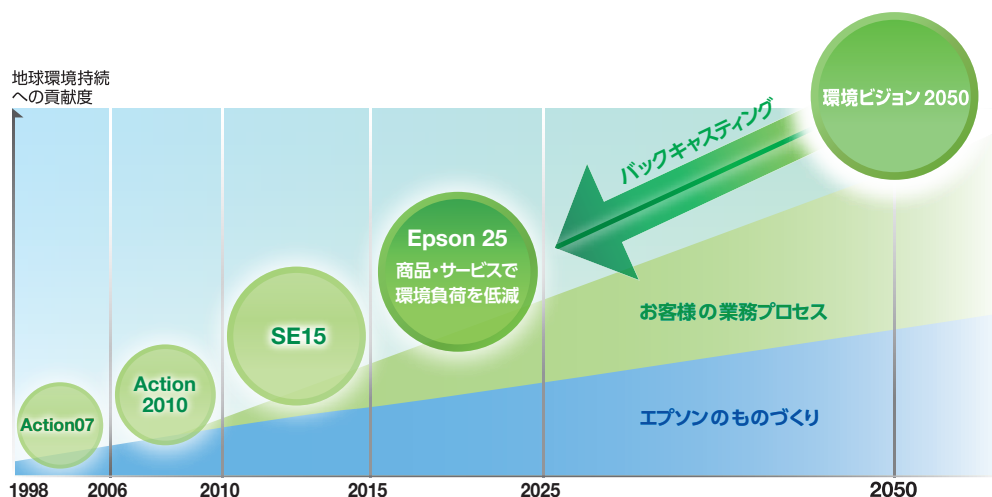 地球環境持続
への貢献度
環境ビジョン 2050
バックキャスティング
Epson 25
商品・サービスで
環境負荷を低減
SE15
Action
2010
Action07
お客様の業務プロセス
エプソンのものづくり
1998 2006 2010 2015 2025 2050